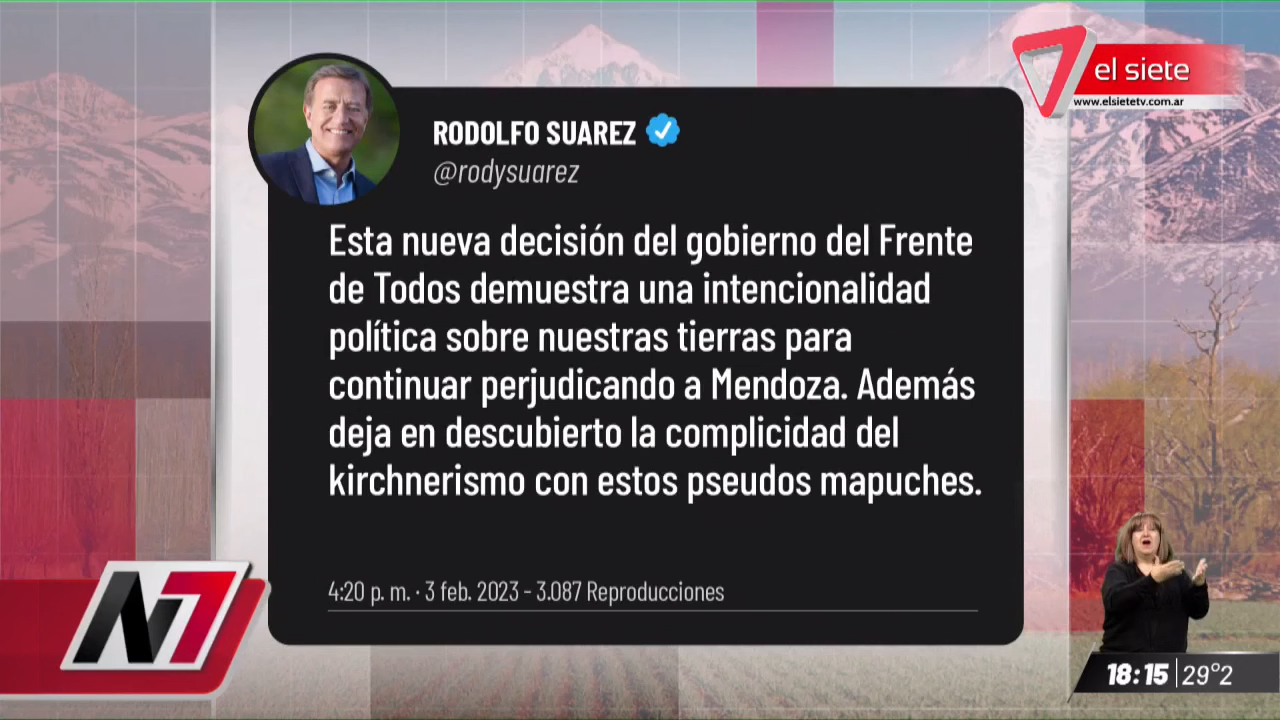 el siete
www.elsietetv.com.ar
RODOLFO SUAREZ
@rodysuarez
Esta nueva decisión del gobierno del Frente
de Todos demuestra una intencionalidad
política sobre nuestras tierras para
continuar perjudicando a Mendoza. Además
deja en descubierto la complicidad del
kirchnerismo con estos pseudos mapuches.
4:20 p. m. · 3 feb. 2023 - 3.087 Reproducciones
N7
18:15 29°2